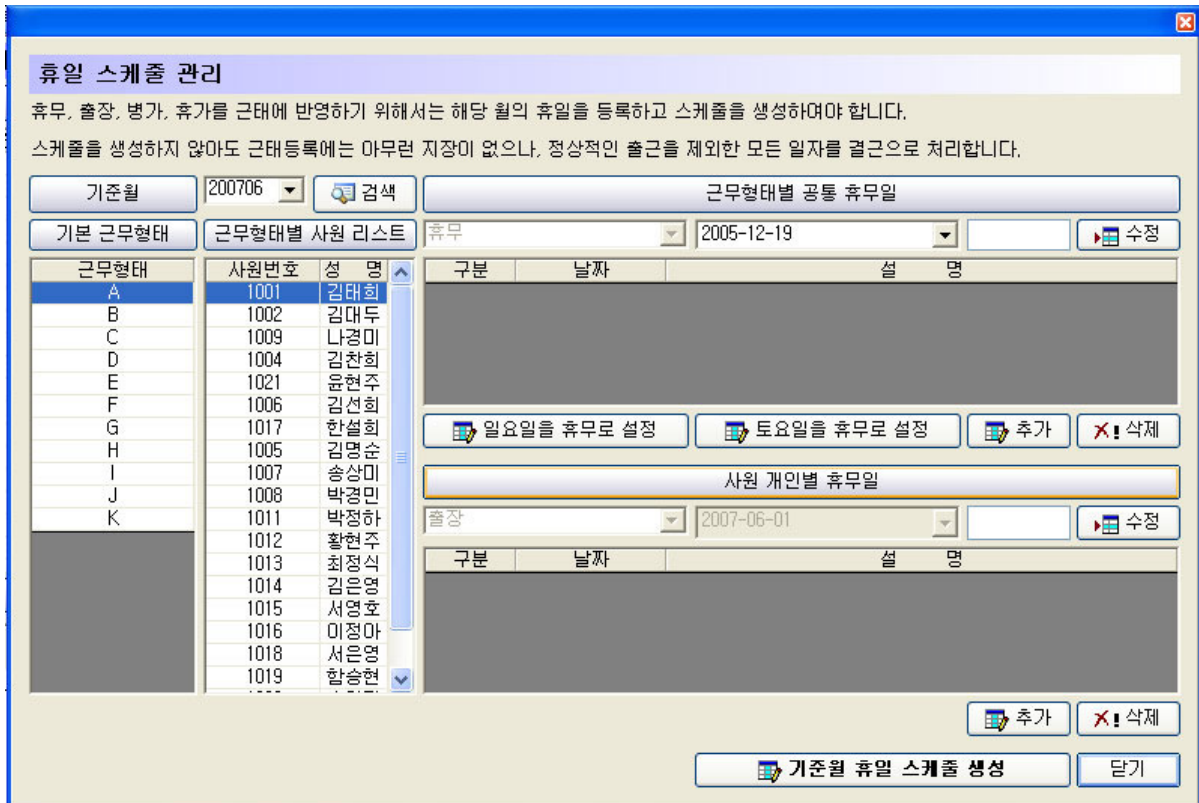 휴일 스케줄 관리
휴무, 출장, 병가, 휴가를 근태에 반영하기 위해서는 해당 월의 휴일을 등록하고 스케줄을 생성하여야 합니다.
스케줄을 생성하지 않아도 근태등록에는 아무런 지장이 없으나, 정상적인 출근을 제외한 모든 일자를 결근으로 처리합니다.
기준월 200706 검색 근무형태별 공통 휴무일
기본 근무형태 근무형태별 사원 리스트 휴무 2005-12-19 수정
근무형태 사원번호 성 명 구분 날짜 설 명
A 1001 김태희
B 1002 김대두
C 1009 나경미
D 1004 김찬희
E 1021 윤현주
F 1006 김선희
G 1017 한설희 일요일을 휴무로 설정 토요일을 휴무로 설정 추가 삭제
H 1005 김명순
I 1007 송상미 사원 개인별 휴무일
J 1008 박경민
K 1011 박정하 출장 2007-06-01 수정
1012 황현주
1013 최정식 구분 날짜 설 명
1014 김은영
1015 서영호
1016 이정아
1018 서은영
1019 함승현
추가 삭제
기준월 휴일 스케줄 생성 닫기